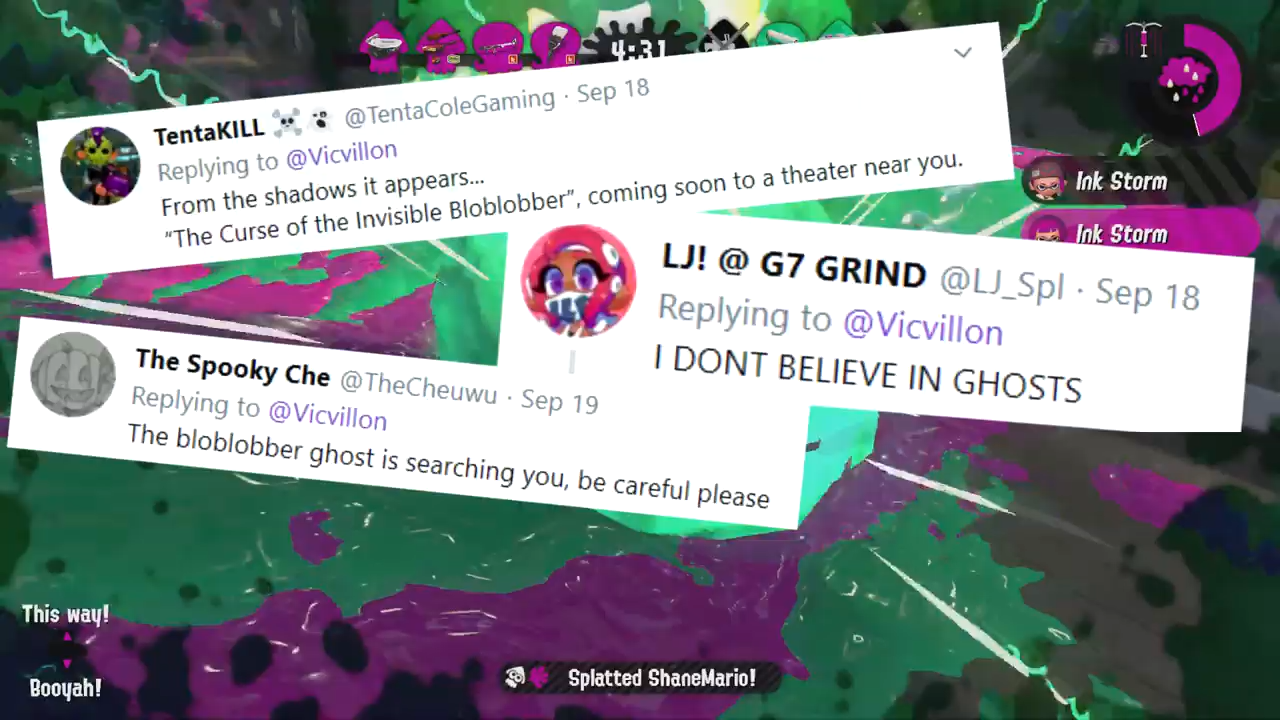 4:31
TentaKILL ☠️👻 @TentaColeGaming · Sep 18
Replying to @Vicvillon
From the shadows it appears...
“The Curse of the Invisible Bloblobber”, coming soon to a theater near you.
Ink Storm
Ink Storm
LJ! @ G7 GRIND @LJ_Spl · Sep 18
Replying to @Vicvillon
I DONT BELIEVE IN GHOSTS
The Spooky Che @TheCheuwu · Sep 19
Replying to @Vicvillon
The bloblobber ghost is searching you, be careful please
This way!
Booyah!
Splatted ShaneMario!